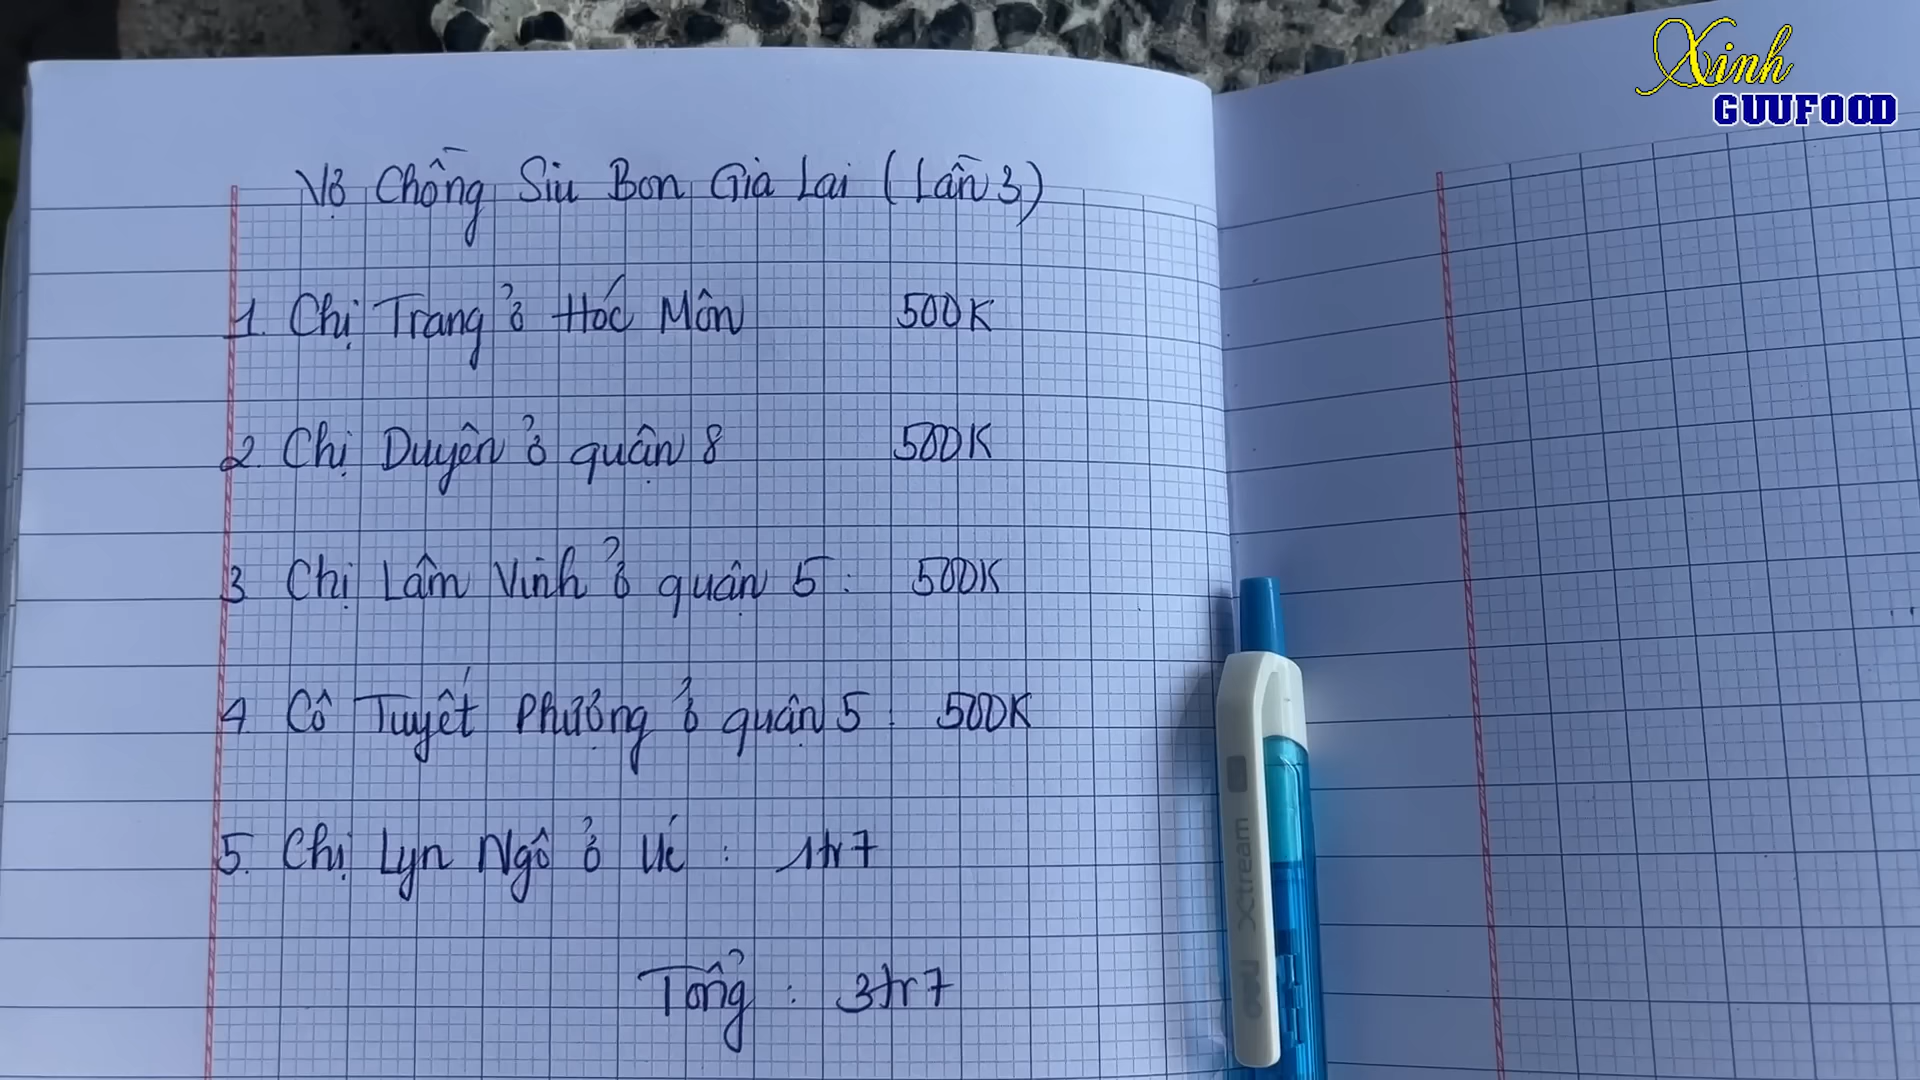 Xinh
GUUFOOD
Vợ Chồng Siu Bon Gia Lai (Lần 3)
1. Chị Trang ở Hóc Môn 500K
2. Chị Duyên ở quận 8 500K
3 Chị Lâm Vinh ở quận 5 : 500K
4. Cô Tuyết Phượng ở quận 5 : 500K
5. Chị Lyn Ngô ở Úc : 1tr7
Tổng : 3tr7
deli Xtream